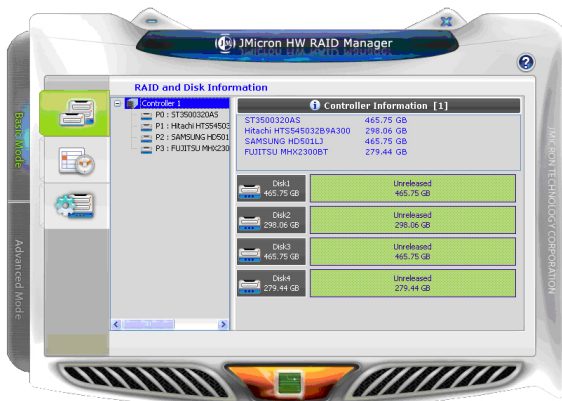 JMicron HW RAID Manager
RAID and Disk Information
Basic Mode
Advanced Mode
Controller 1
P0 : ST3500320AS
P1 : Hitachi HTS54503
P2 : SAMSUNG HD501
P3 : FUJITSU MHX230
Controller Information [1]
ST3500320AS 465.75 GB
Hitachi HTS545032B9A300 298.06 GB
SAMSUNG HD501LJ 465.75 GB
FUJITSU MHX2300BT 279.44 GB
Disk1
465.75 GB
Unreleased
465.75 GB
Disk2
298.06 GB
Unreleased
298.06 GB
Disk3
465.75 GB
Unreleased
465.75 GB
Disk4
279.44 GB
Unreleased
279.44 GB
JMICRON TECHNOLOGY CORPORATION